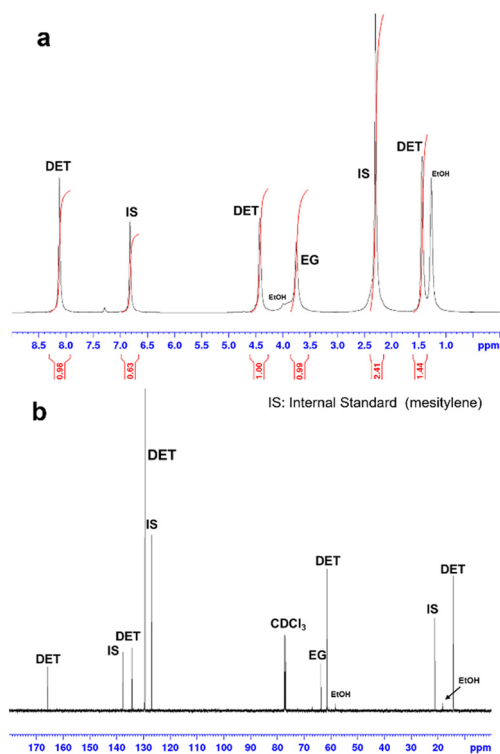 a
DET
IS
DET
EtOH
EG
IS
DET
EtOH
8.5 8.0 7.5 7.0 6.5 6.0 5.5 5.0 4.5 4.0 3.5 3.0 2.5 2.0 1.5 1.0 ppm
0.98 0.63 1.00 0.99 2.41 1.44
IS: Internal Standard (mesitylene)
b
DET
IS
DET
IS
DET
CDCl3
EG
DET
EtOH
IS
DET
EtOH
170 160 150 140 130 120 110 100 90 80 70 60 50 40 30 20 ppm